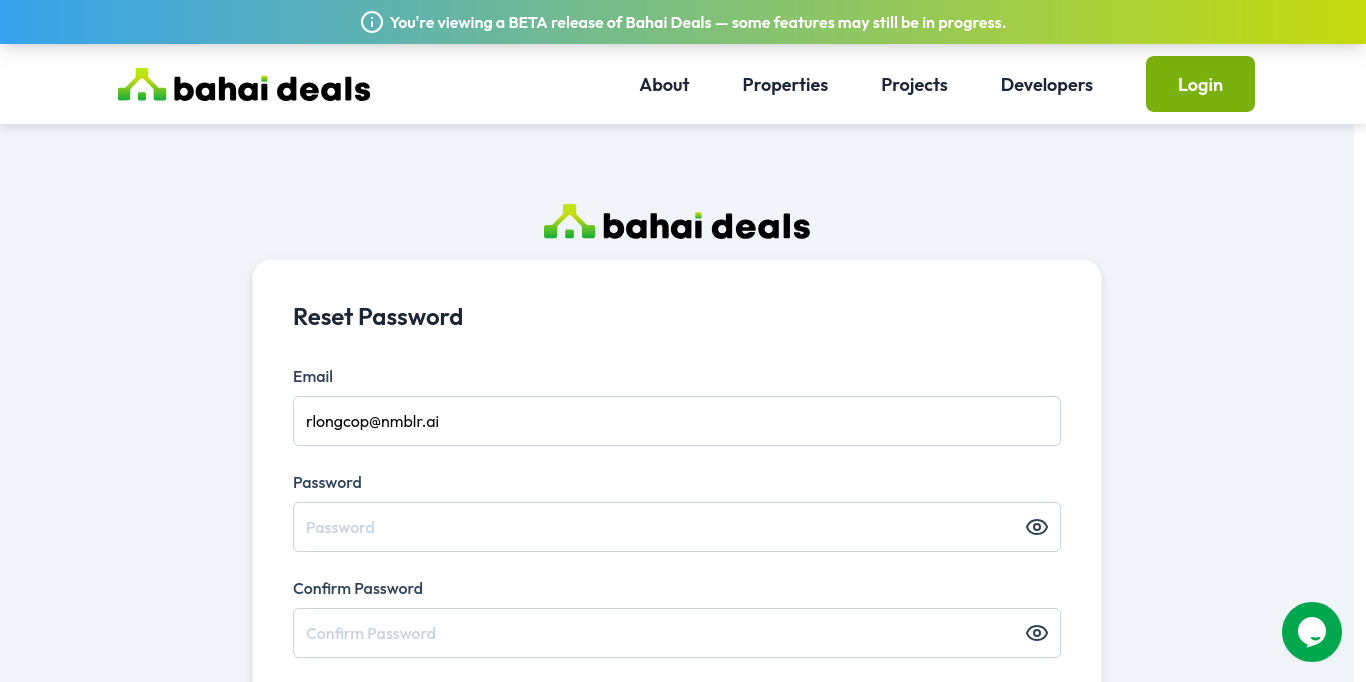 You're viewing a BETA release of Bahai Deals — some features may still be in progress.
bahai deals
About
Properties
Projects
Developers
Login
bahai deals
Reset Password
Email
rlongcop@nmblr.ai
Password
Password
Confirm Password
Confirm Password